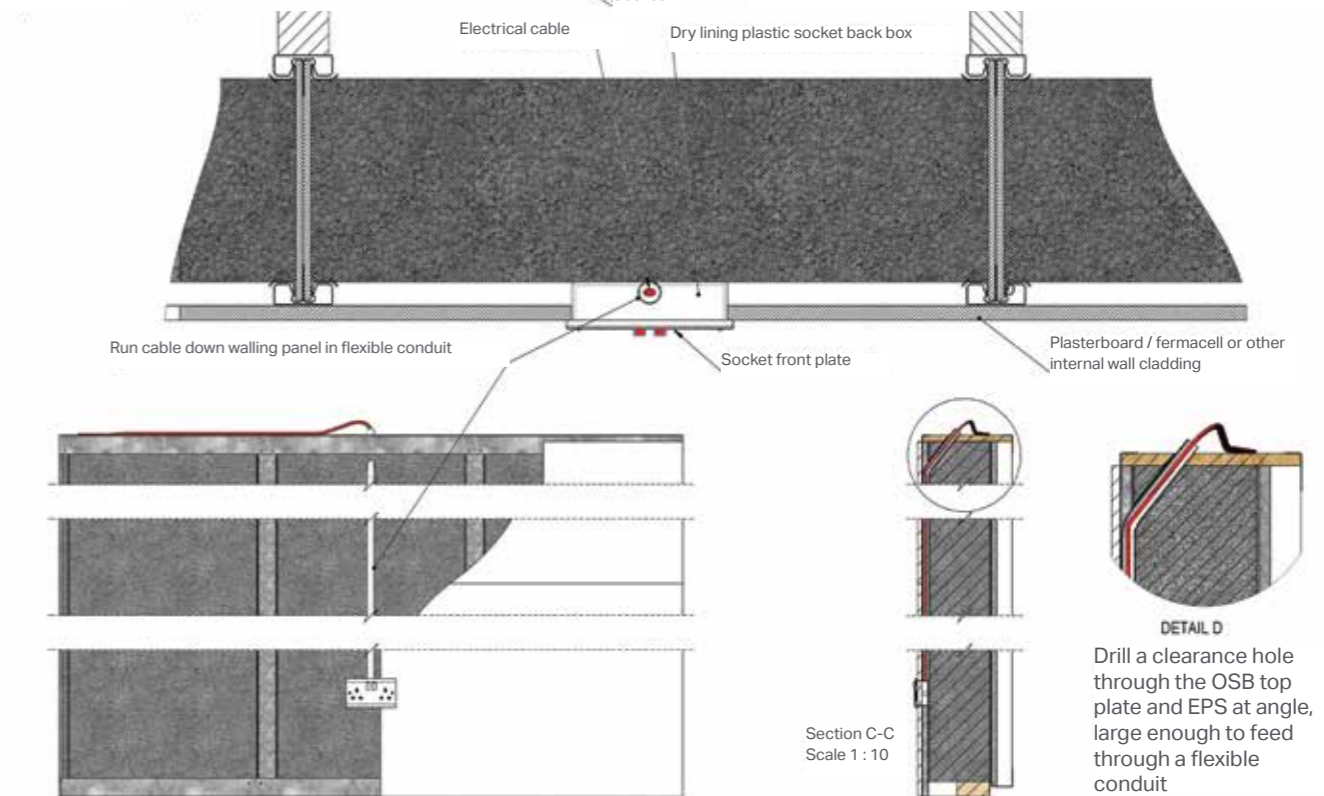 Electrical cable
Dry lining plastic socket back box
Run cable down walling panel in flexible conduit
Socket front plate
Plasterboard / fermacell or other
internal wall cladding
DETAIL D
Drill a clearance hole
through the OSB top
plate and EPS at angle,
large enough to feed
through a flexible
conduit
Section C-C
Scale 1 : 10